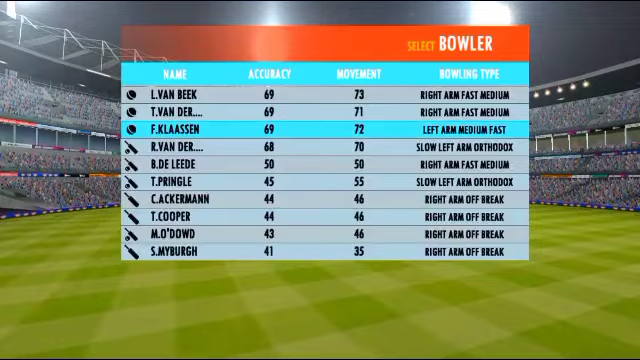 SELECT BOWLER
NAME ACCURACY MOVEMENT BOWLING TYPE
L.VAN BEEK 69 73 RIGHT ARM FAST MEDIUM
T.VAN DER.... 69 71 RIGHT ARM FAST MEDIUM
F.KLAASSEN 69 72 LEFT ARM MEDIUM FAST
R.VAN DER.... 68 70 SLOW LEFT ARM ORTHODOX
B.DE LEEDE 50 50 RIGHT ARM FAST MEDIUM
T.PRINGLE 45 55 SLOW LEFT ARM ORTHODOX
C.ACKERMANN 44 46 RIGHT ARM OFF BREAK
T.COOPER 44 46 RIGHT ARM OFF BREAK
M.O'DOWD 43 46 RIGHT ARM OFF BREAK
S.MYBURGH 41 35 RIGHT ARM OFF BREAK